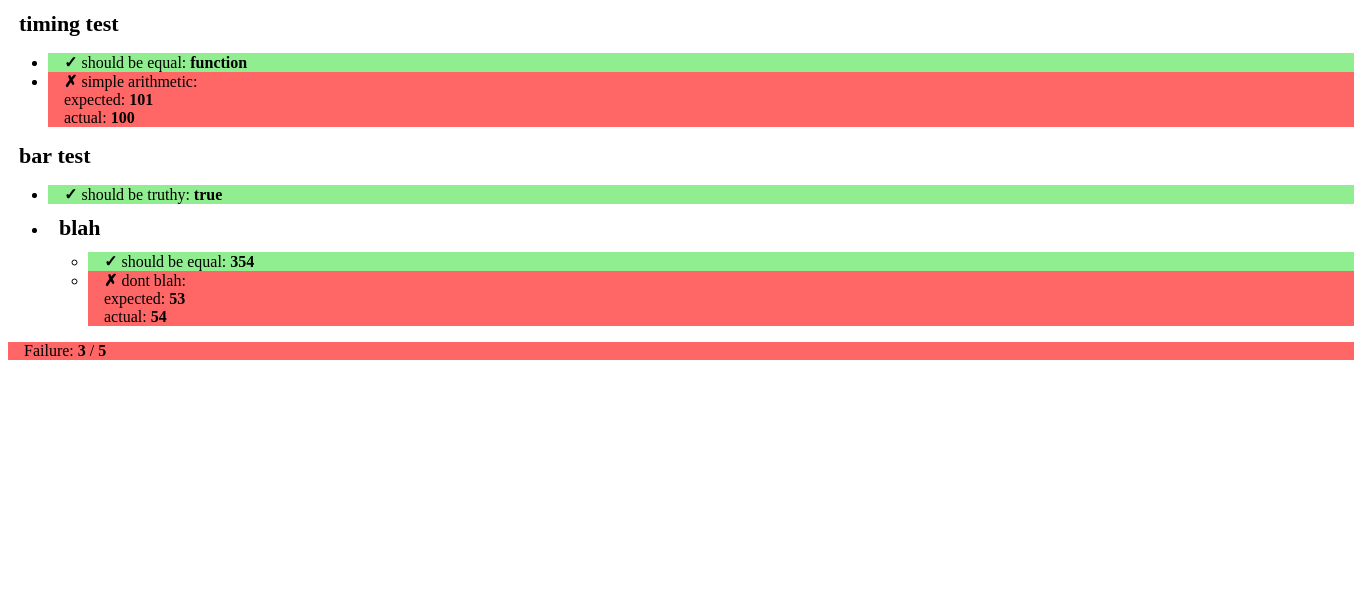 timing test
✓ should be equal: function
✗ simple arithmetic:
expected: 101
actual: 100
bar test
✓ should be truthy: true
blah
✓ should be equal: 354
✗ dont blah:
expected: 53
actual: 54
Failure: 3 / 5